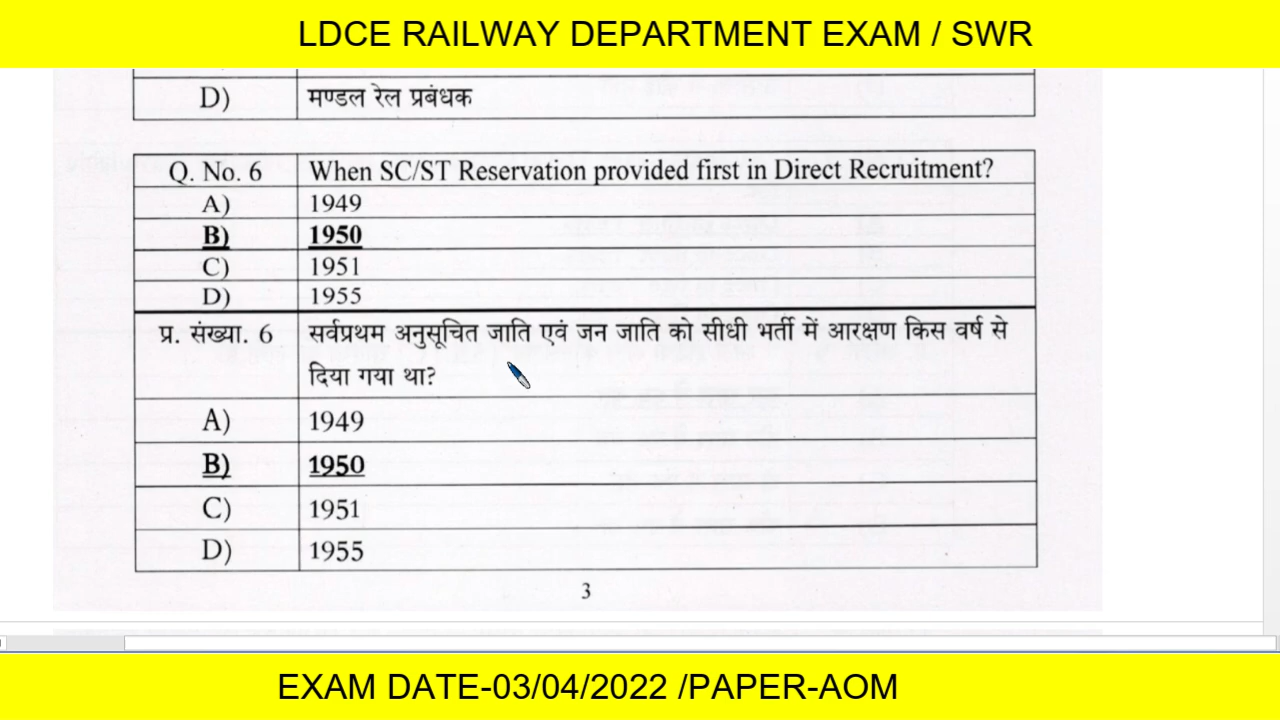 LDCE RAILWAY DEPARTMENT EXAM / SWR
D) मण्डल रेल प्रबंधक
Q. No. 6 When SC/ST Reservation provided first in Direct Recruitment?
A) 1949
B) 1950
C) 1951
D) 1955
प्र. संख्या. 6 सर्वप्रथम अनुसूचित जाति एवं जन जाति को सीधी भर्ती में आरक्षण किस वर्ष से
दिया गया था?
A) 1949
B) 1950
C) 1951
D) 1955
3
EXAM DATE-03/04/2022 /PAPER-AOM